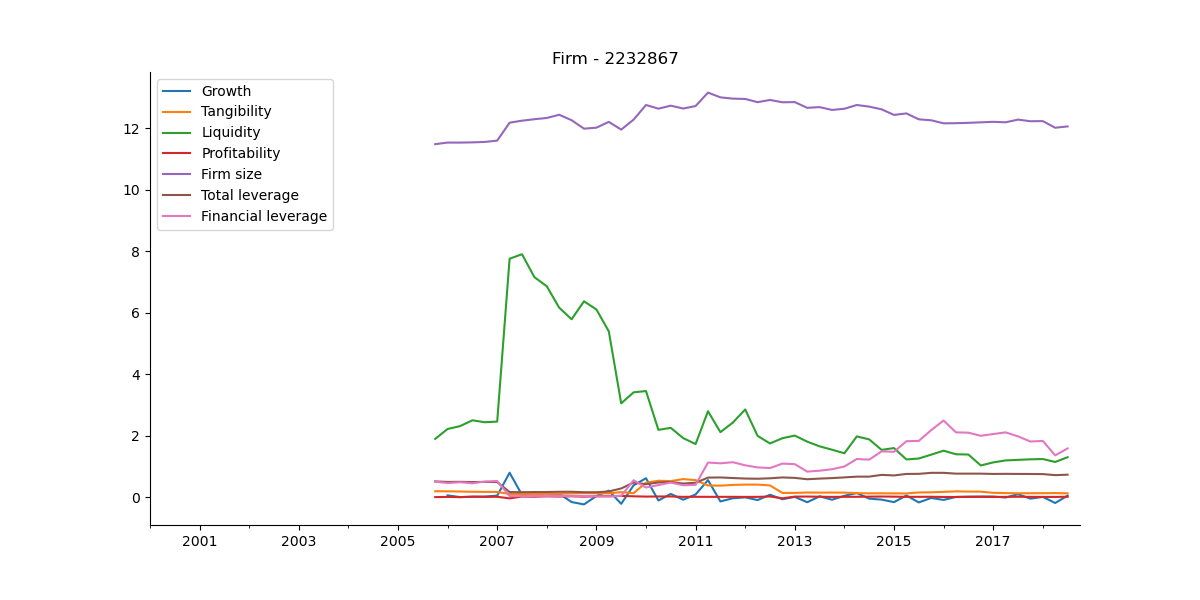 Firm - 2232867
Growth
Tangibility
Liquidity
Profitability
Firm size
Total leverage
Financial leverage
12
10
8
6
4
2
0
2001 2003 2005 2007 2009 2011 2013 2015 2017